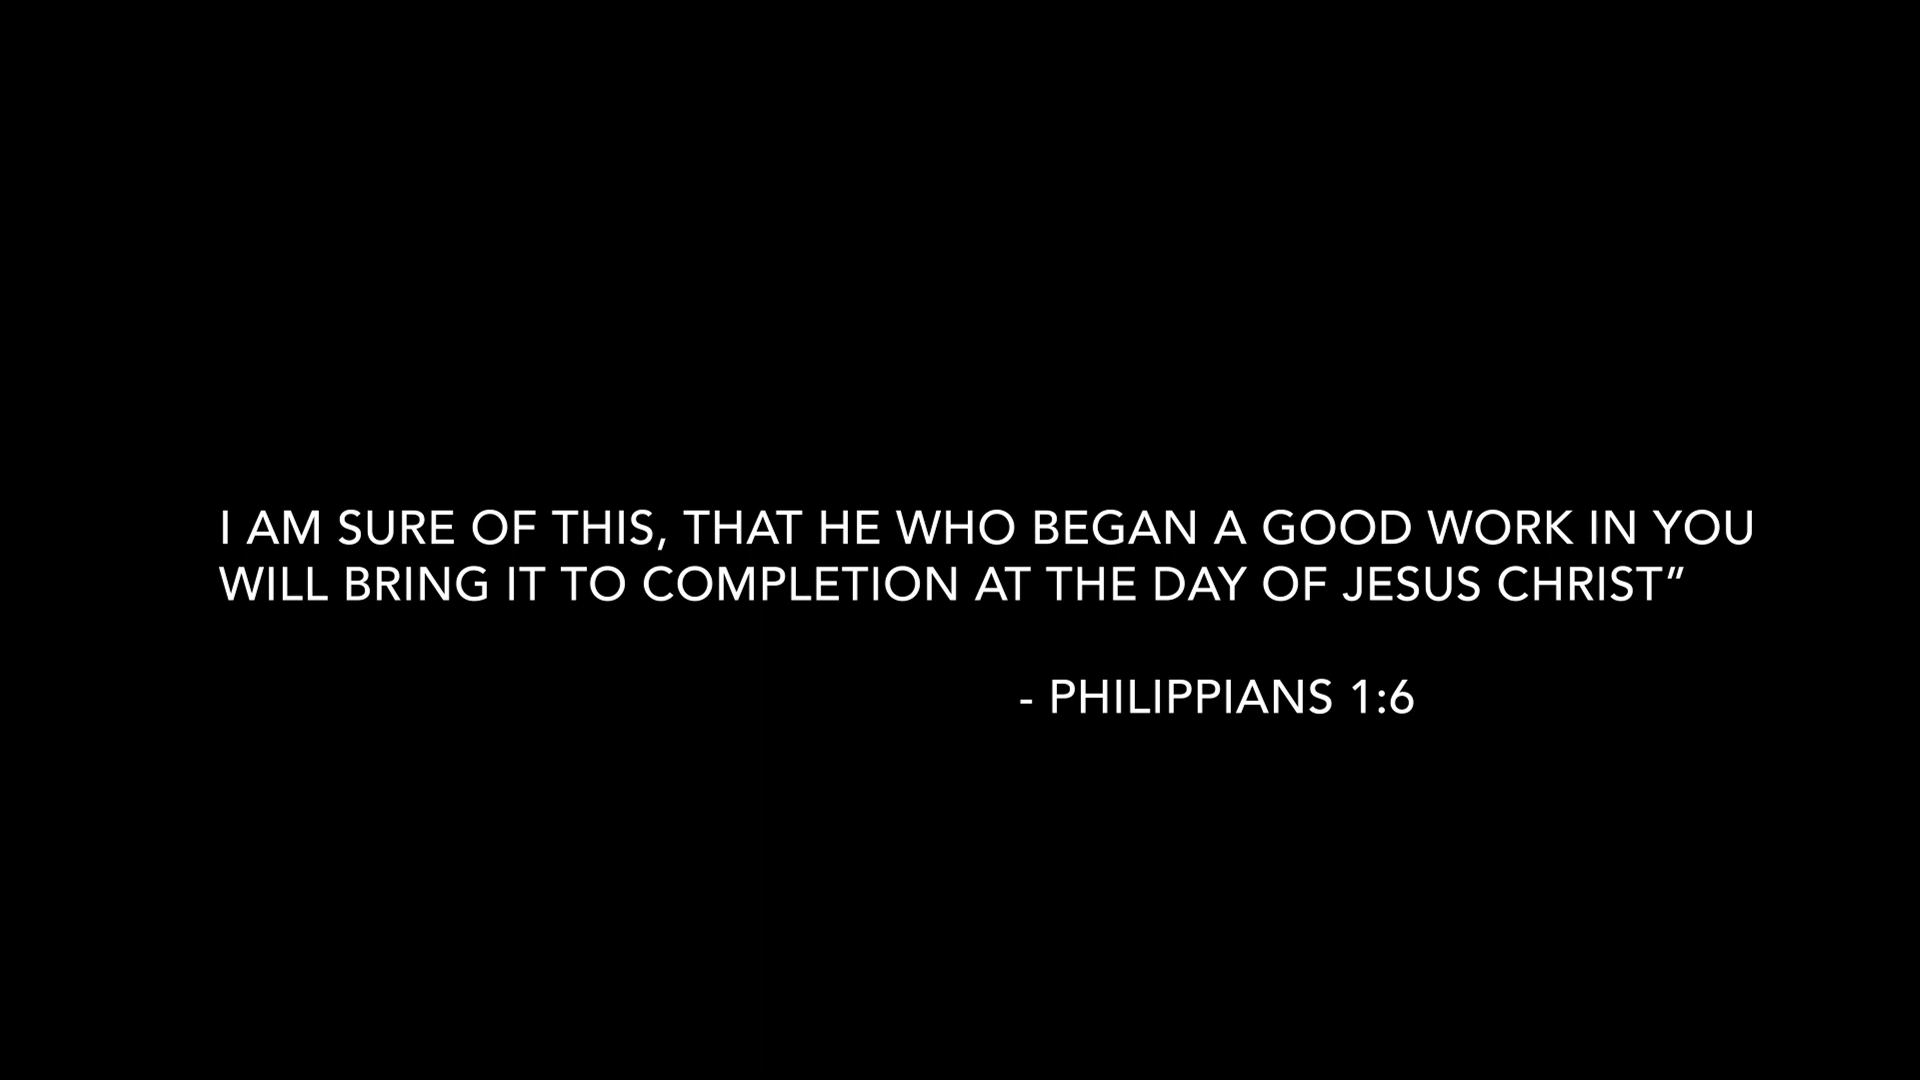 I AM SURE OF THIS, THAT HE WHO BEGAN A GOOD WORK IN YOU
WILL BRING IT TO COMPLETION AT THE DAY OF JESUS CHRIST”
- PHILIPPIANS 1:6